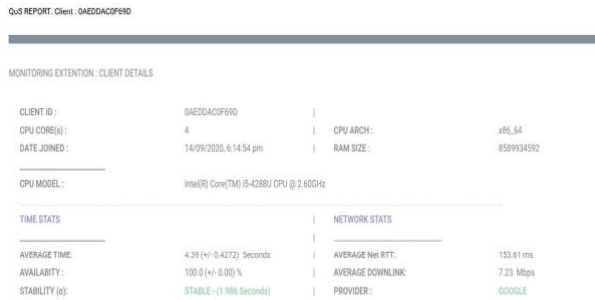 QoS REPORT. Client : 0AEDDAC0F69D
MONITORING EXTENTION : CLIENT DETAILS
CLIENT ID : 0AEDDAC0F69D |
CPU CORE(s) : 4 | CPU ARCH : x86_64
DATE JOINED : 14/09/2020, 6:14:54 pm | RAM SIZE : 8589934592
CPU MODEL : Intel(R) Core(TM) i5-4288U CPU @ 2.60GHz
TIME STATS | NETWORK STATS
AVERAGE TIME: 4.39 (+/- 0.4272) Seconds | AVERAGE Net RTT: 153.61 ms
AVAILABITY : 100.0 (+/- 0.00) % | AVERAGE DOWNLINK: 7.23 Mbps
STABILITY (σ): STABLE - (1.986 Seconds) | PROVIDER : GOOGLE